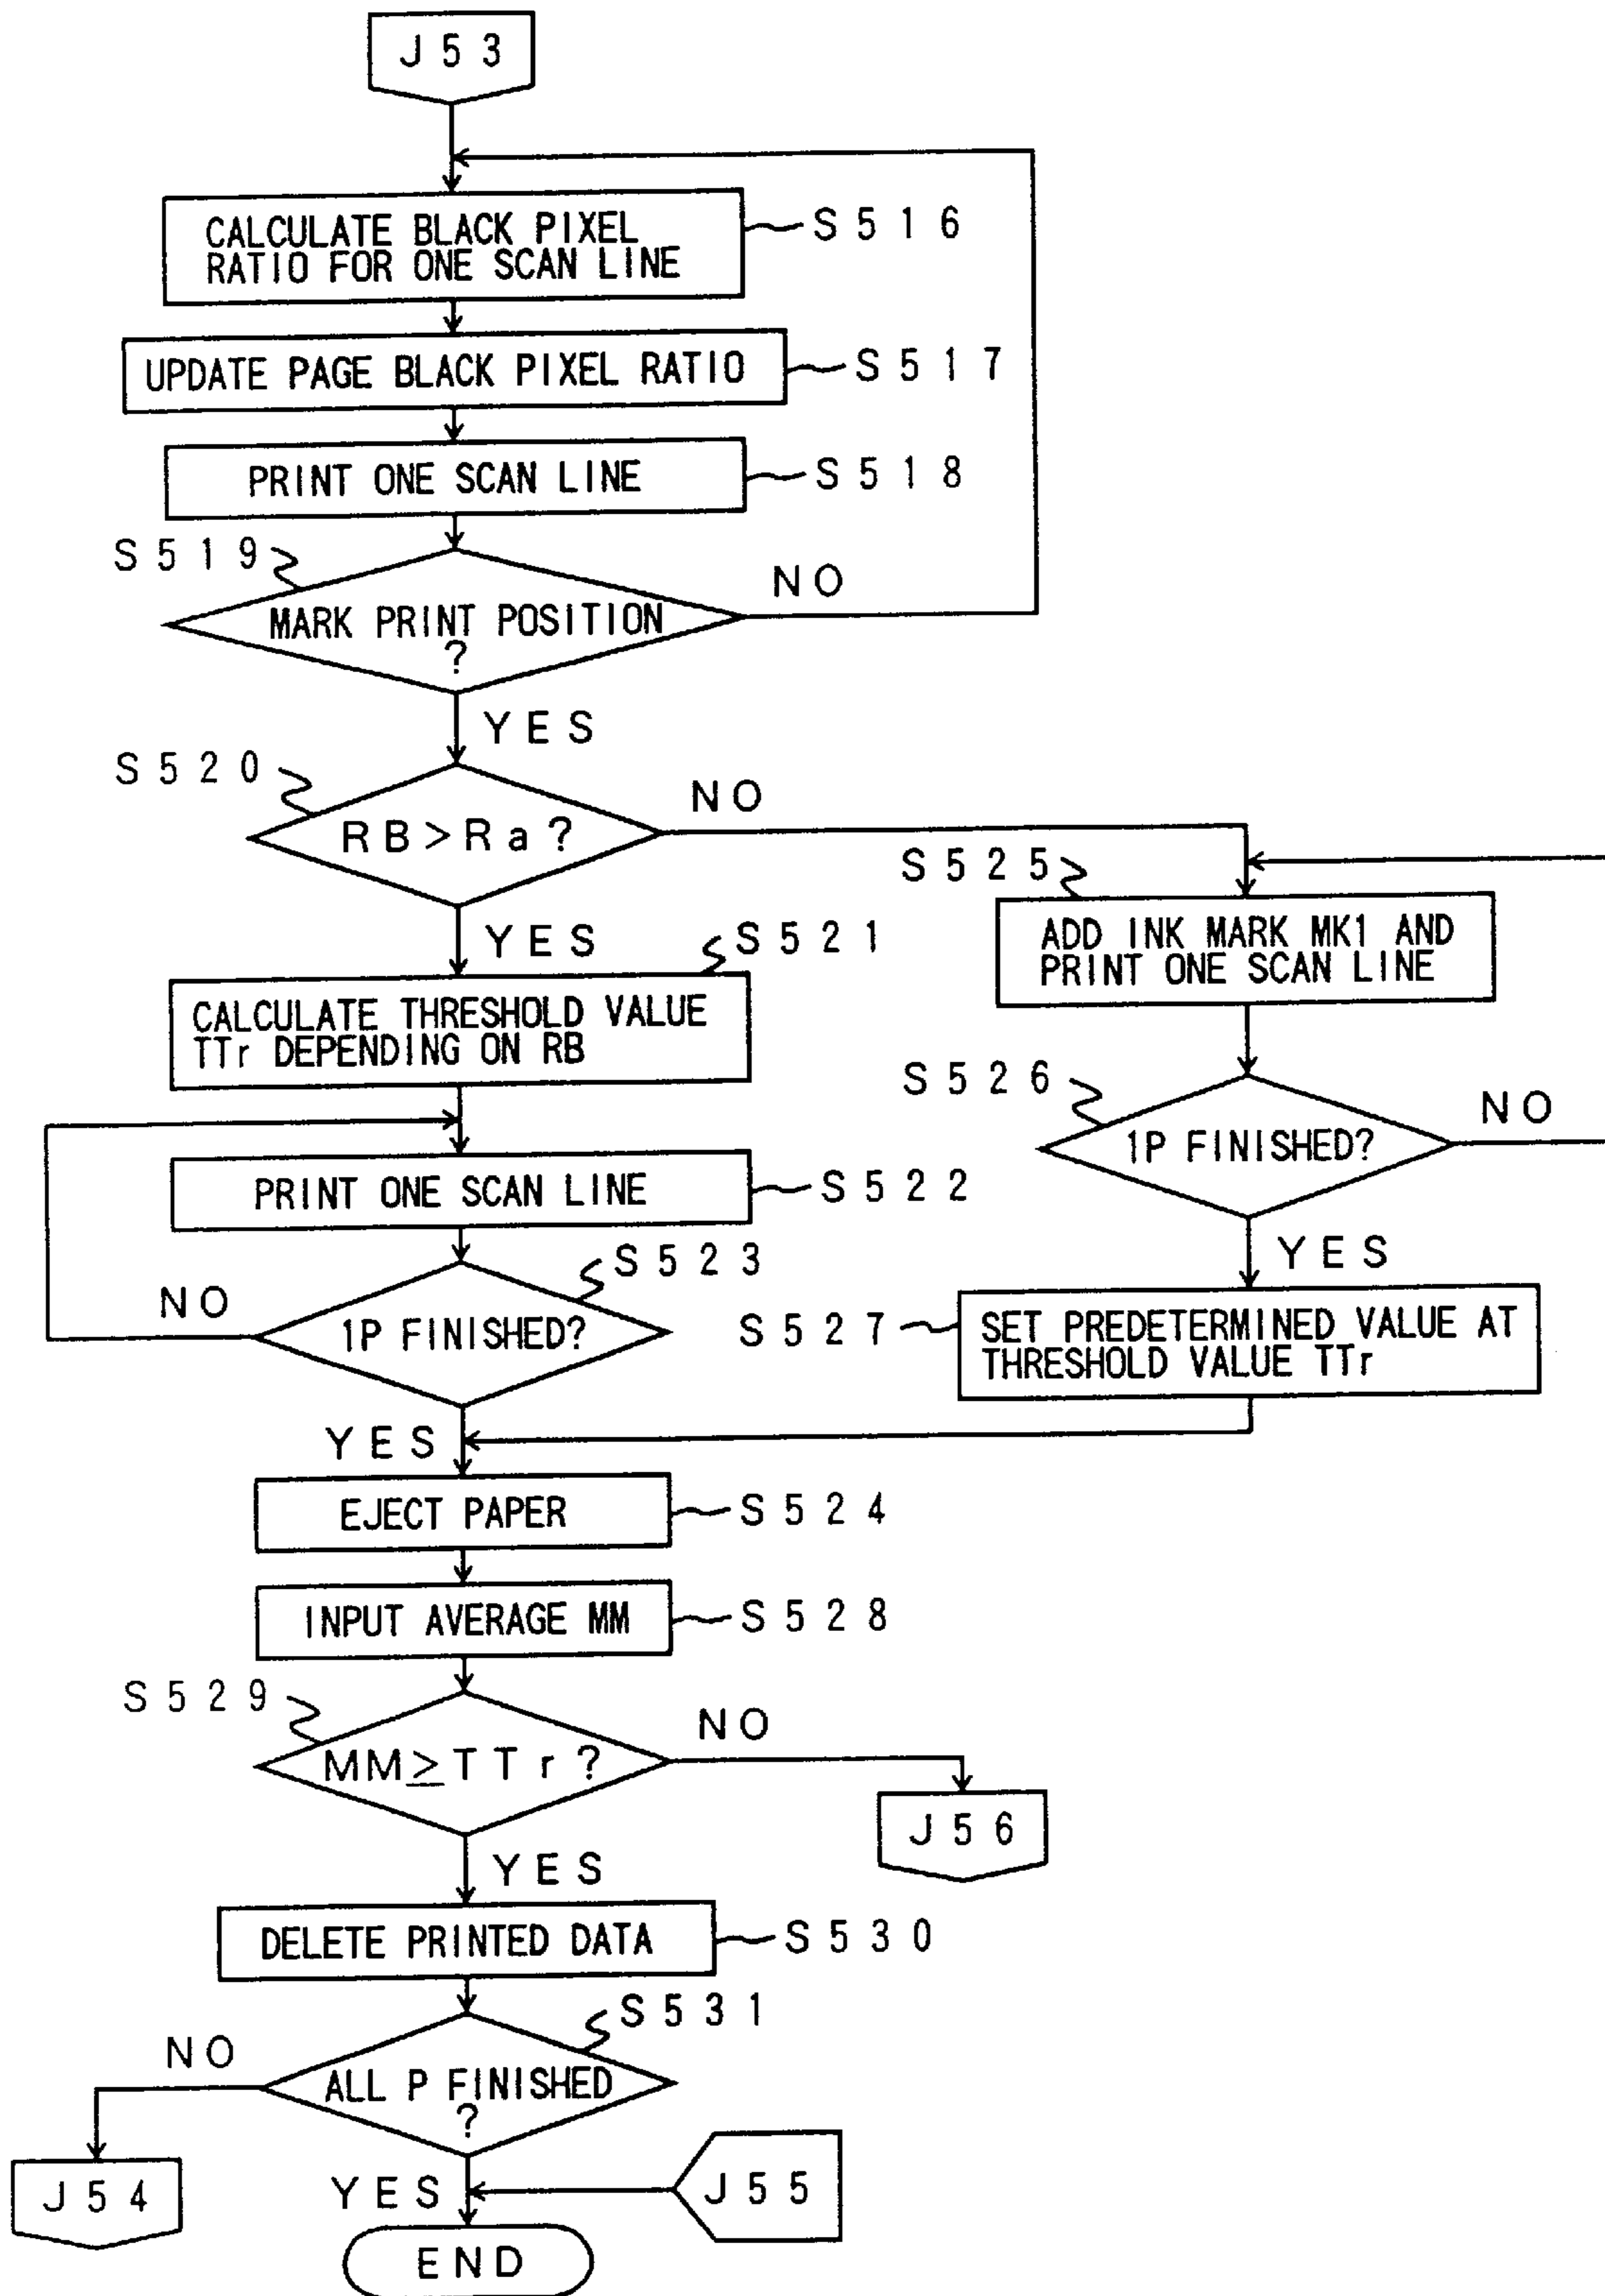 J53
CALCULATE BLACK PIXEL
RATIO FOR ONE SCAN LINE
S516
UPDATE PAGE BLACK PIXEL RATIO
S517
PRINT ONE SCAN LINE
S518
S519
MARK PRINT POSITION
?
NO
YES
S520
RB>Ra?
NO
YES
S521
CALCULATE THRESHOLD VALUE
TTr DEPENDING ON RB
S525
ADD INK MARK MK1 AND
PRINT ONE SCAN LINE
PRINT ONE SCAN LINE
S522
S526
1P FINISHED?
NO
YES
S523
1P FINISHED?
NO
YES
S527
SET PREDETERMINED VALUE AT
THRESHOLD VALUE TTr
EJECT PAPER
S524
INPUT AVERAGE MM
S528
S529
MM≥TTr?
NO
J56
YES
DELETE PRINTED DATA
S530
S531
ALL P FINISHED
?
NO
J54
YES
J55
END